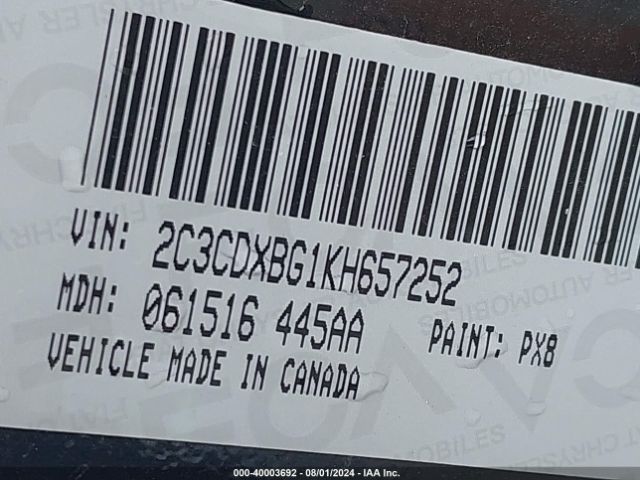 VIN: 2C3CDXBG1KH657252
MDH: 061516 445AA PAINT: PX8
VEHICLE MADE IN CANADA
000-40003692 - 08/01/2024 - IAA Inc.